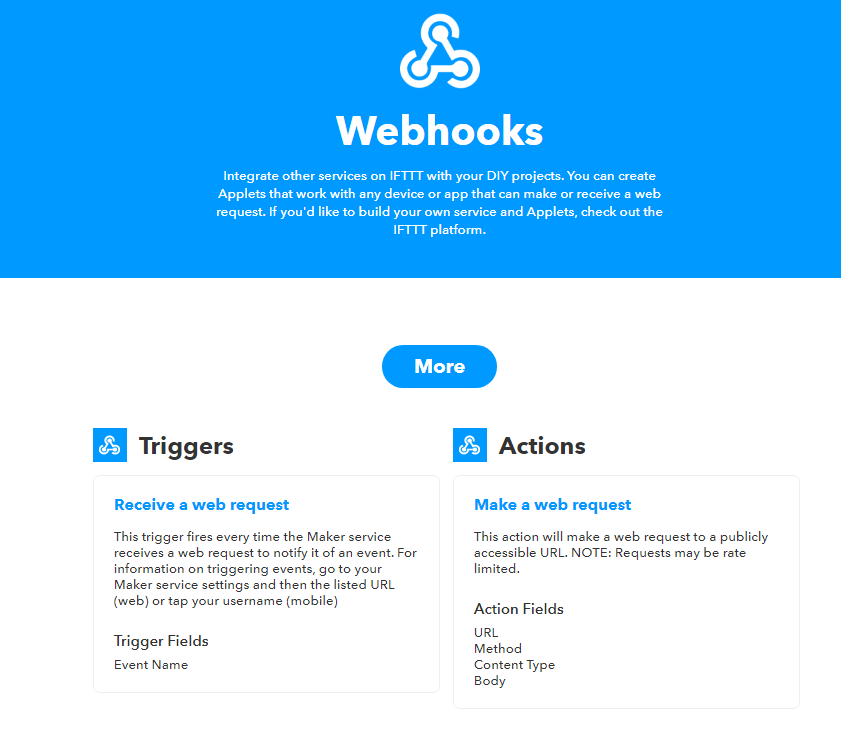 Webhooks
Integrate other services on IFTTT with your DIY projects. You can create
Applets that work with any device or app that can make or receive a web
request. If you'd like to build your own service and Applets, check out the
IFTTT platform.
More
Triggers
Receive a web request
This trigger fires every time the Maker service
receives a web request to notify it of an event. For
information on triggering events, go to your
Maker service settings and then the listed URL
(web) or tap your username (mobile)
Trigger Fields
Event Name
Actions
Make a web request
This action will make a web request to a publicly
accessible URL. NOTE: Requests may be rate
limited.
Action Fields
URL
Method
Content Type
Body